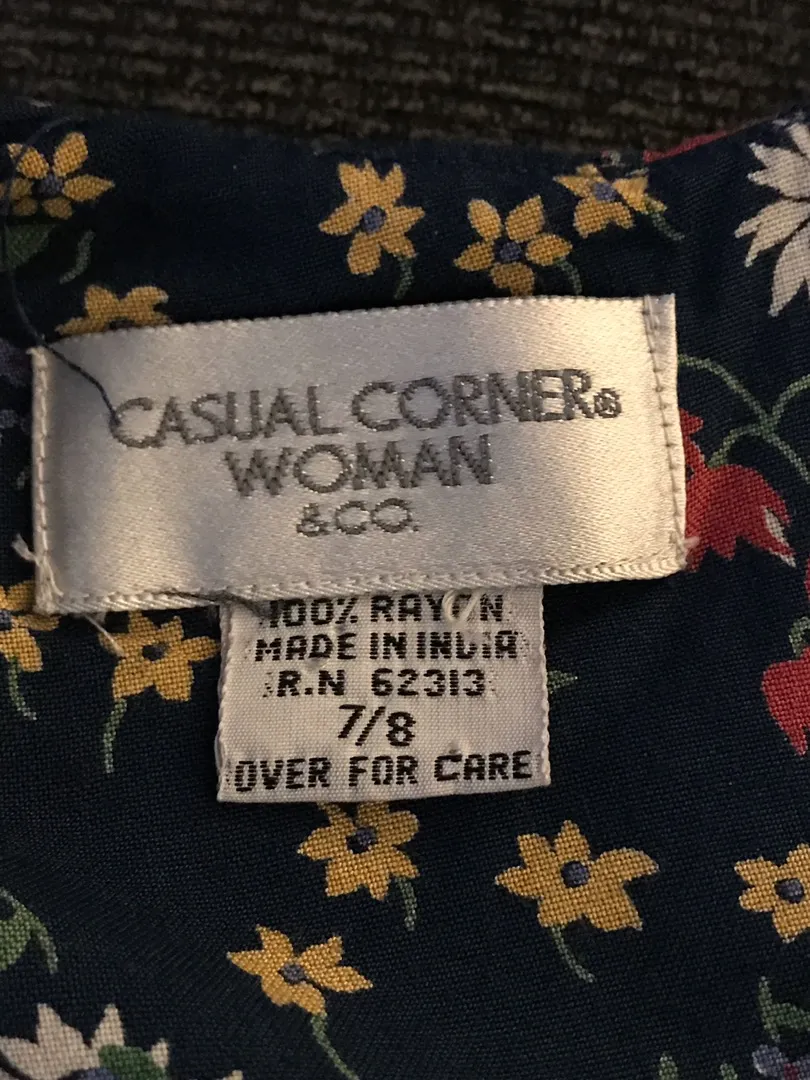 CASUAL CORNER®
WOMAN
&CO.
100% RAYON
MADE IN INDIA
R.N 62313
7/8
OVER FOR CARE